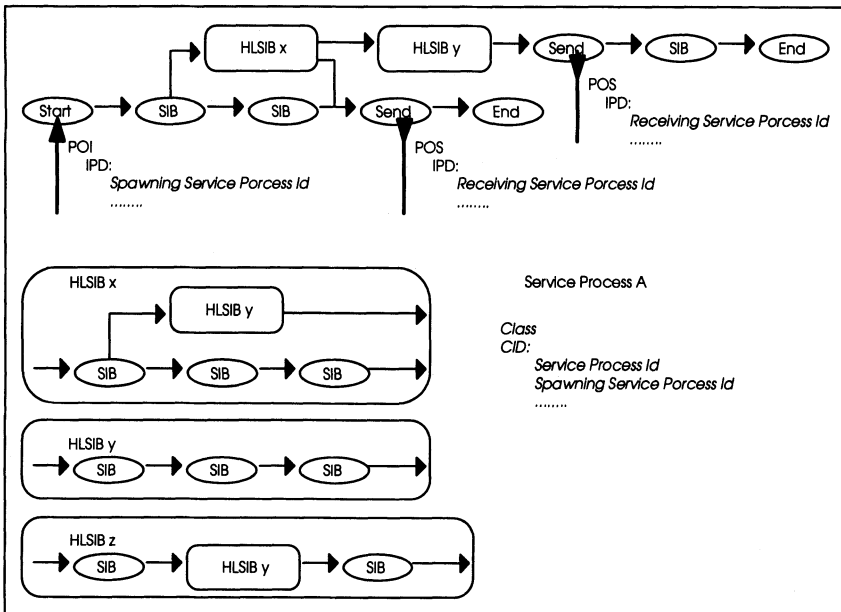 HLSIB x HLSIB y Send SIB End
Start SIB SIB Send End
POS
IPD:
Receiving Service Porcess Id
........
POI
IPD:
Spawning Service Porcess Id
........
POS
IPD:
Receiving Service Porcess Id
........
HLSIB x
HLSIB y
SIB SIB SIB
Service Process A
Class
CID:
Service Process Id
Spawning Service Porcess Id
........
HLSIB y
SIB SIB SIB
HLSIB z
SIB HLSIB y SIB